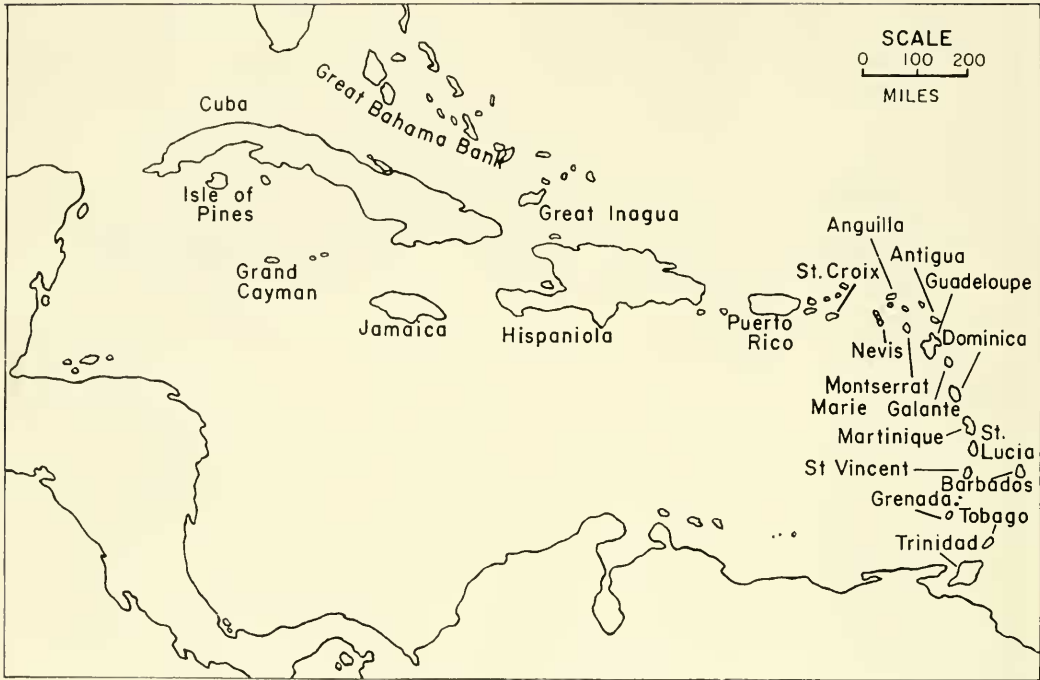 SCALE
0 100 200
MILES
Great Bahama Bank
Cuba
Isle of
Pines
Great Inagua
Grand
Cayman
Jamaica
Hispaniola
Puerto
Rico
St. Croix
Anguilla
Antigua
Guadeloupe
Nevis
Dominica
Montserrat
Marie Galante
Martinique
St.
Lucia
St Vincent
Barbados
Grenada
Tobago
Trinidad